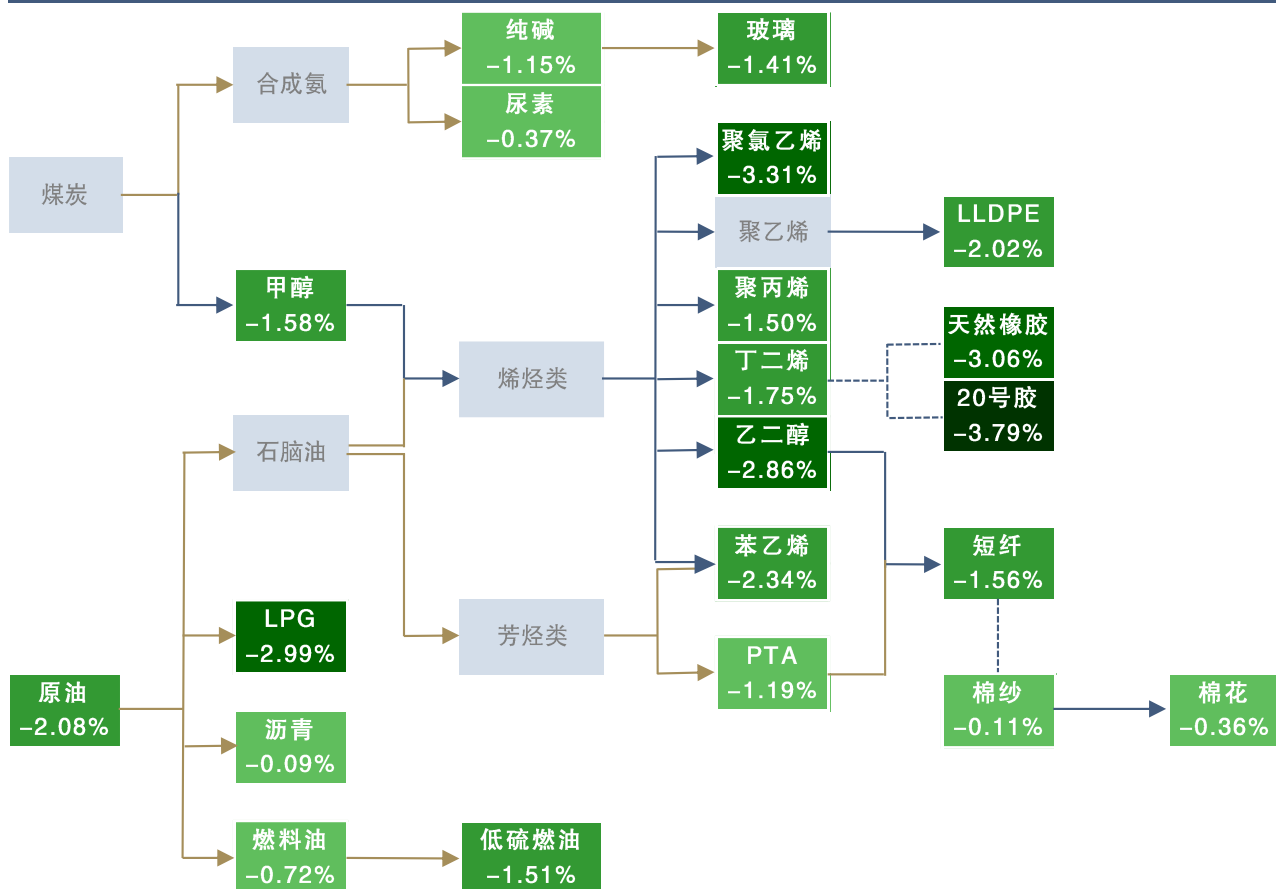 纯碱
-1.15%
玻璃
-1.41%
合成氨
尿素
-0.37%
聚氯乙烯
-3.31%
煤炭
聚乙烯
LLDPE
-2.02%
甲醇
-1.58%
聚丙烯
-1.50%
天然橡胶
-3.06%
烯烃类
丁二烯
-1.75%
20号胶
-3.79%
石脑油
乙二醇
-2.86%
苯乙烯
-2.34%
短纤
-1.56%
LPG
-2.99%
芳烃类
PTA
-1.19%
原油
-2.08%
棉纱
-0.11%
棉花
-0.36%
沥青
-0.09%
燃料油
-0.72%
低硫燃油
-1.51%